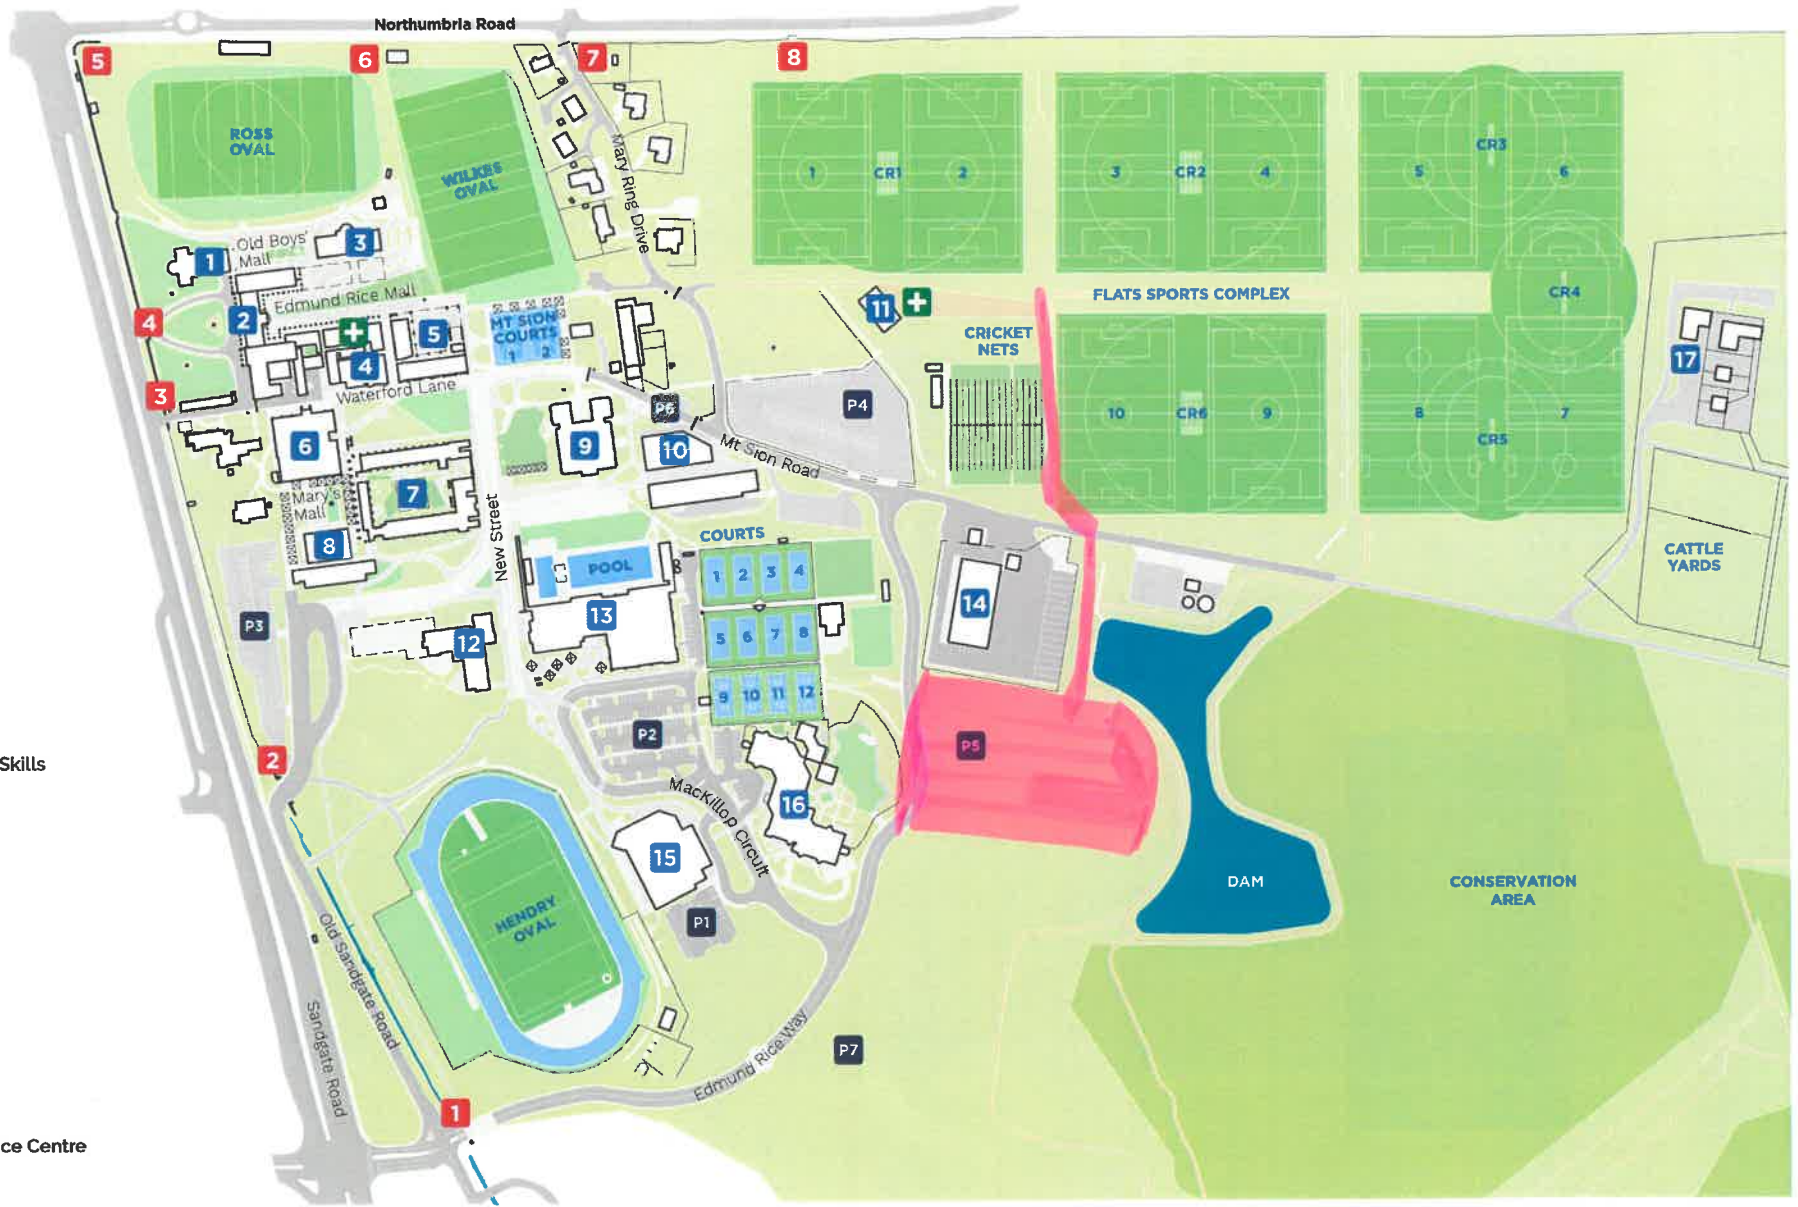 Northumbria Road
5
6
7
8
ROSS
OVAL
WILKES
OVAL
Mary Ring Drive
1
CR1
2
3
CR2
4
5
CR3
6
Old Boys'
Mall
3
1
Edmund Rice Mall
4
2
5
4
MT SION
COURTS
1 2
11
FLATS SPORTS COMPLEX
CR4
CRICKET
NETS
17
3
Waterford Lane
P6
P4
10
CR6
9
8
CR5
7
6
9
10
Mt Sion Road
7
Mary's
Mall
8
New Street
COURTS
POOL
1 2 3 4
CATTLE
YARDS
P3
12
13
5 6 7 8
14
9 10 11 12
P2
P5
2
Skills
MacKillop Circuit
16
15
DAM
CONSERVATION
AREA
HENDRY
OVAL
P1
Old Sandgate Road
Sandgate Road
Edmund Rice Way
P7
1
ce Centre